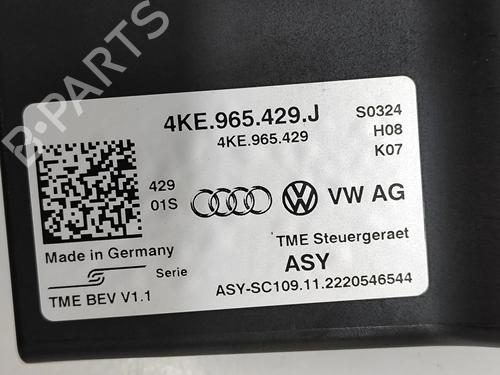 B-PARTS
4KE.965.429.J
4KE.965.429
S0324
H08
K07
429
01S
VW AG
Made in Germany
TME Steuergeraet
Serie
ASY
TME BEV V1.1
ASY-SC109.11.2220546544